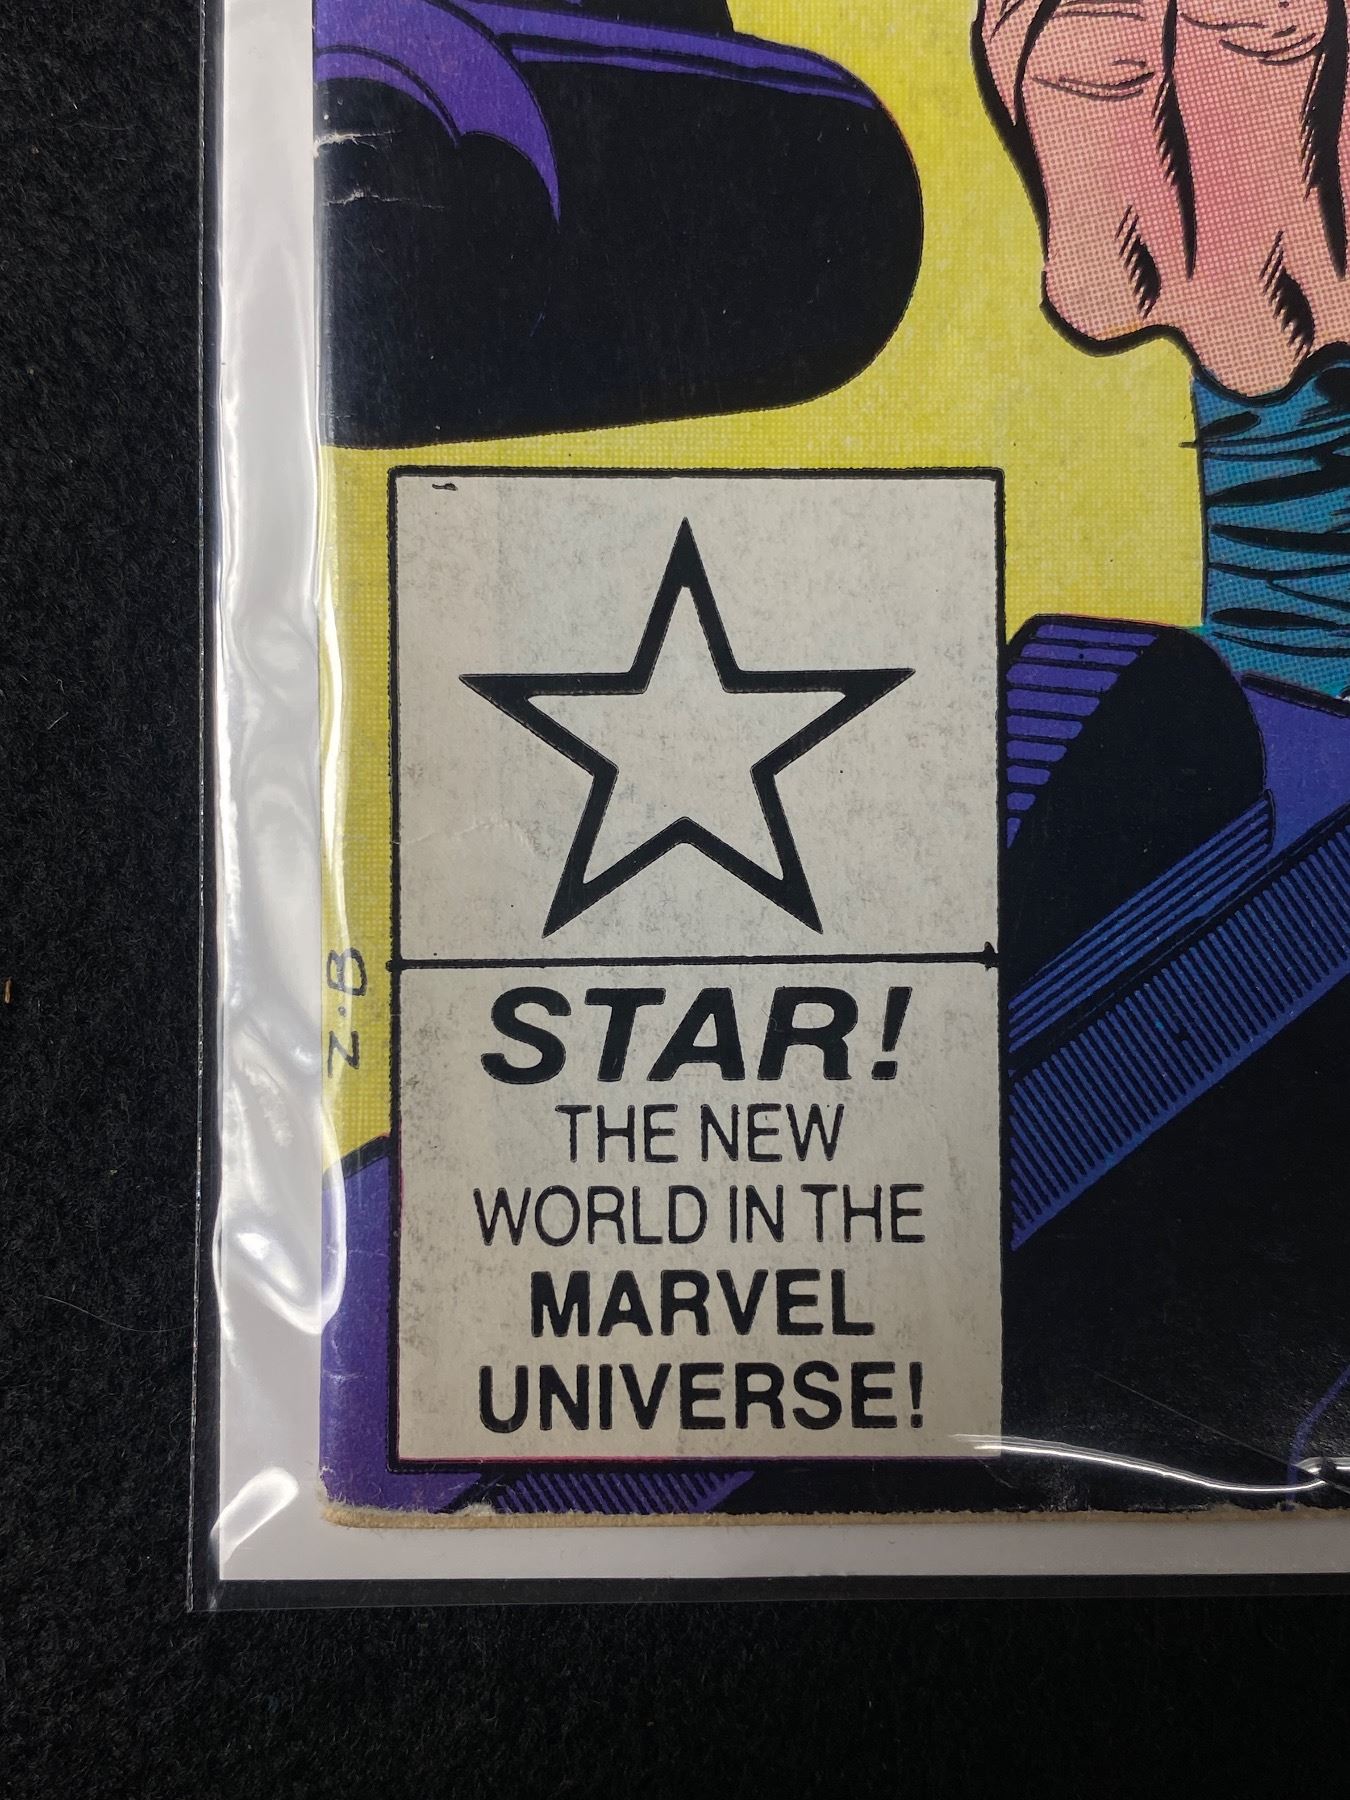 Z.B
STAR!
THE NEW
WORLD IN THE
MARVEL
UNIVERSE!